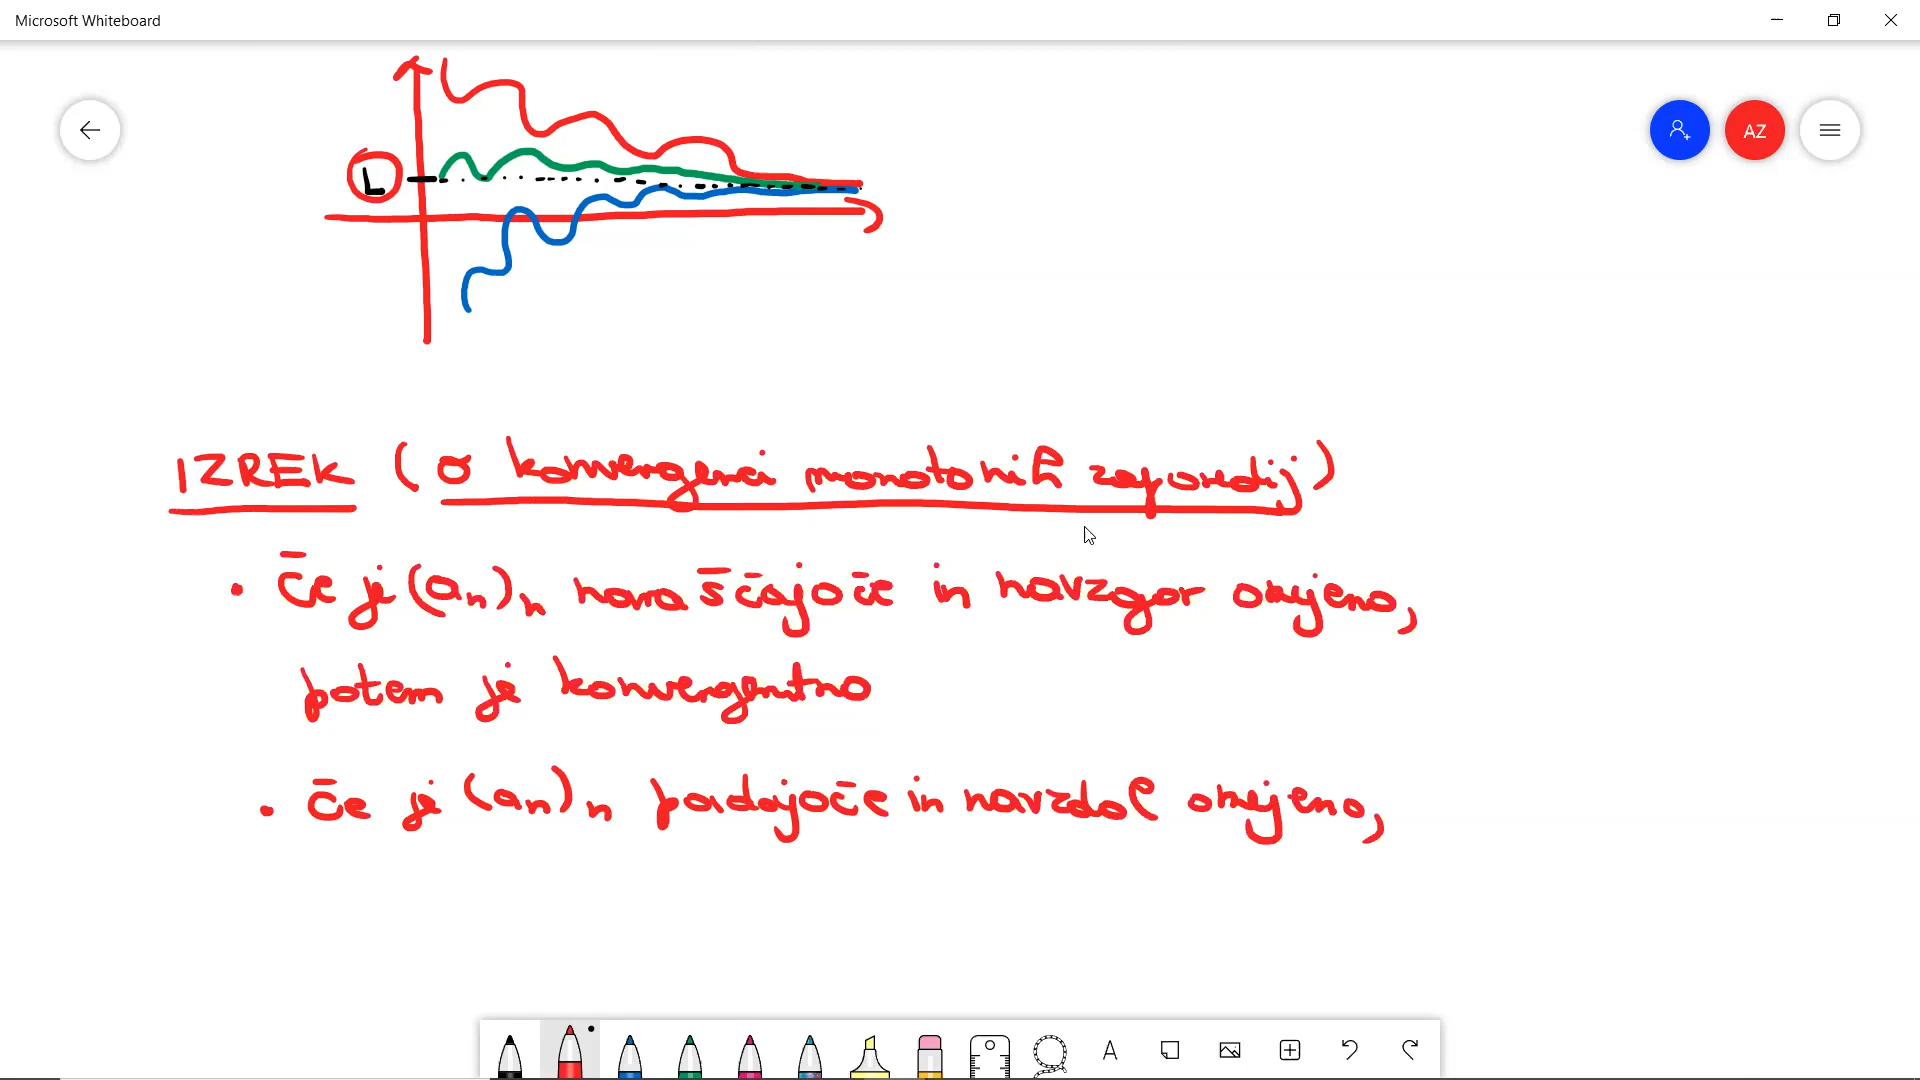 Microsoft Whiteboard
AZ
L
IZREK (o konvergenci monotonih zaporedij)
• Če je (an)n naraščajoče in navzgor omejeno,
potem je konvergentno
• Če je (an)n padajoče in navzdol omejeno,
A